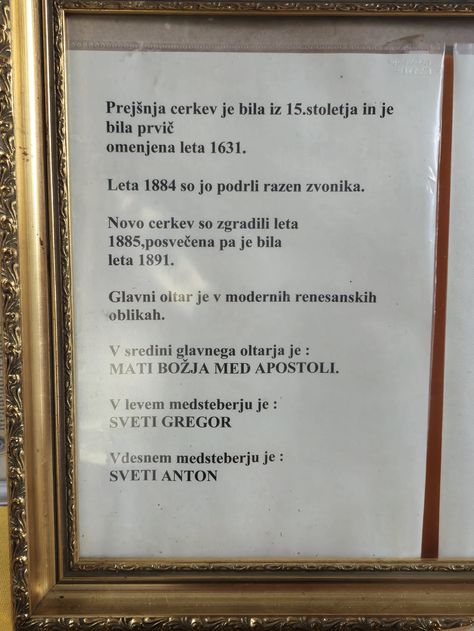 Prejšnja cerkev je bila iz 15.stoletja in je
bila prvič
omenjena leta 1631.
Leta 1884 so jo podrli razen zvonika.
Novo cerkev so zgradili leta
1885,posvečena pa je bila
leta 1891.
Glavni oltar je v modernih renesanskih
oblikah.
V sredini glavnega oltarja je :
MATI BOŽJA MED APOSTOLI.
V levem medsteberju je :
SVETI GREGOR
Vdesnem medsteberju je :
SVETI ANTON